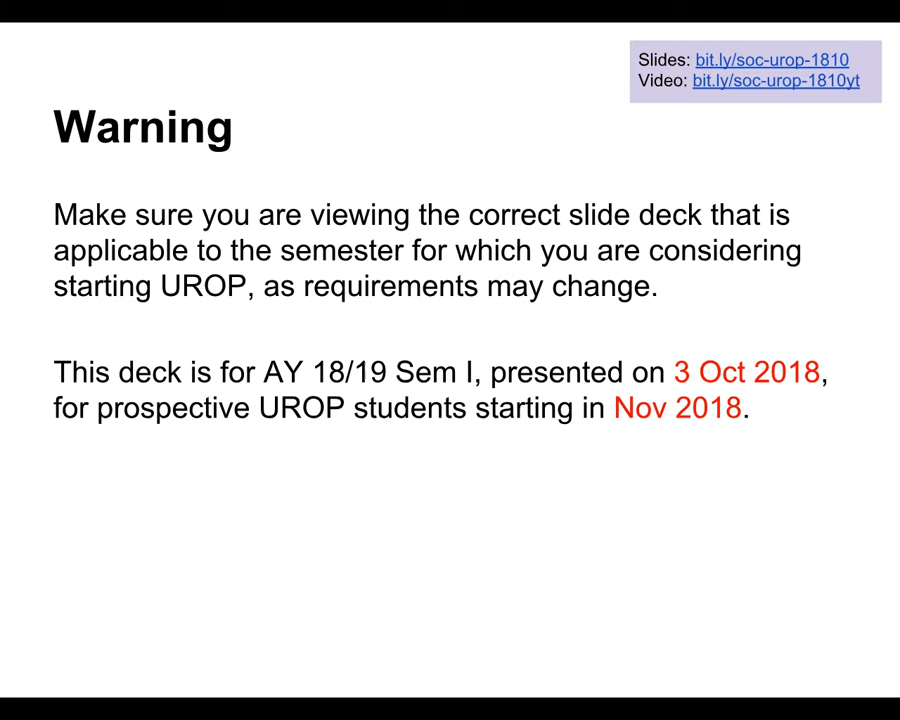 Slides: bit.ly/soc-urop-1810
Video: bit.ly/soc-urop-1810yt
Warning
Make sure you are viewing the correct slide deck that is
applicable to the semester for which you are considering
starting UROP, as requirements may change.
This deck is for AY 18/19 Sem I, presented on 3 Oct 2018,
for prospective UROP students starting in Nov 2018.